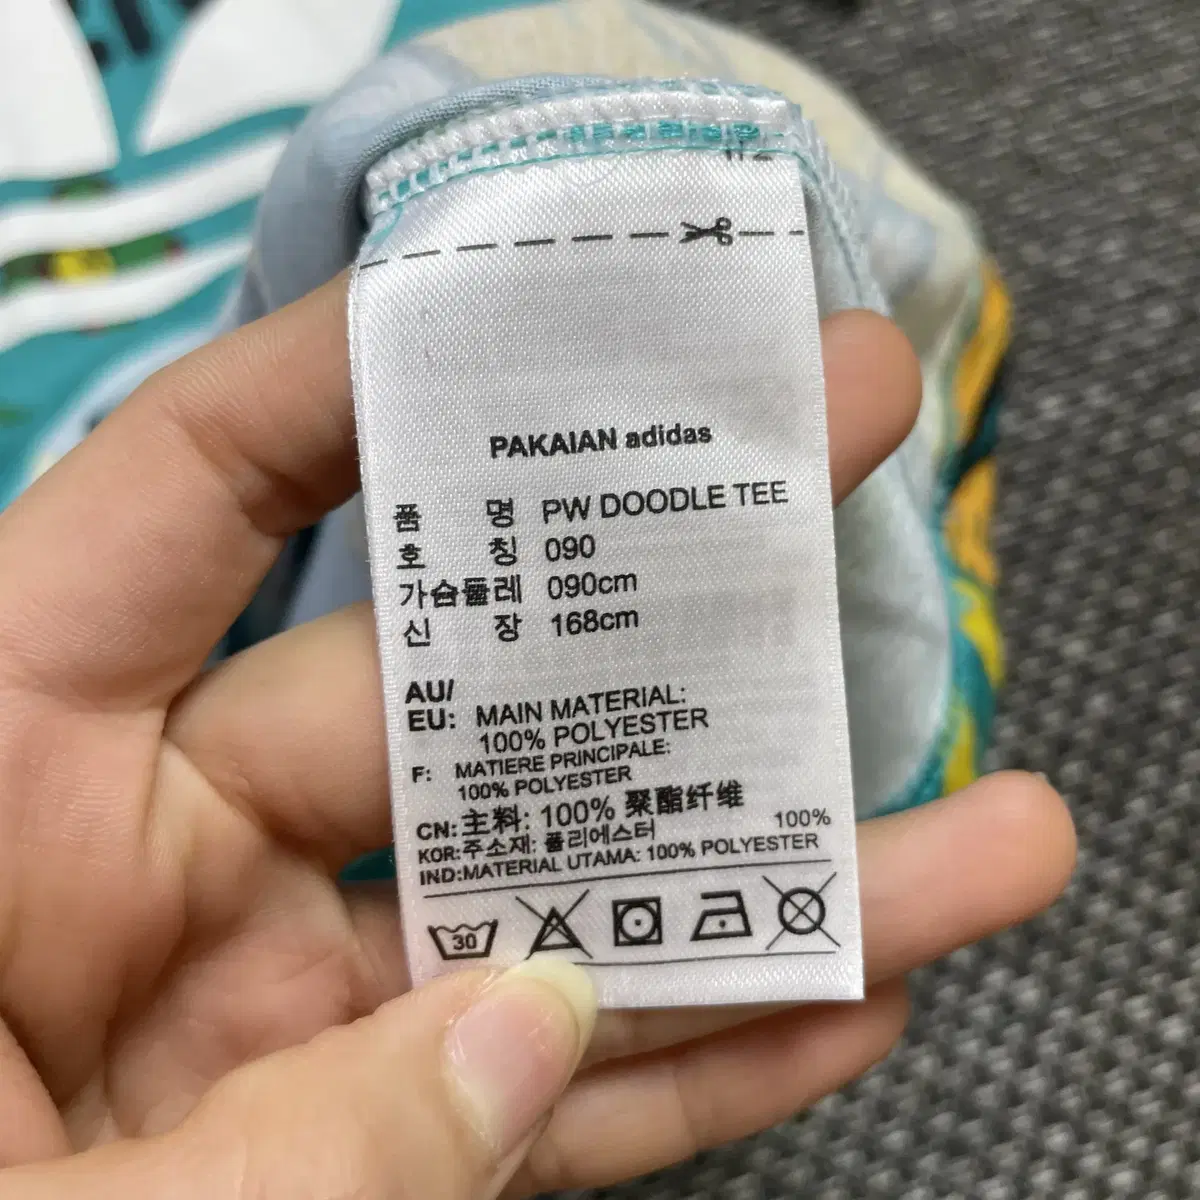 PAKAIAN adidas
품 명 PW DOODLE TEE
호 칭 090
가슴둘레 090cm
신 장 168cm
AU/
EU: MAIN MATERIAL:
100% POLYESTER
F: MATIERE PRINCIPALE:
100% POLYESTER
CN: 主料: 100% 聚酯纤维
KOR:주소재: 폴리에스터 100%
IND:MATERIAL UTAMA: 100% POLYESTER
30